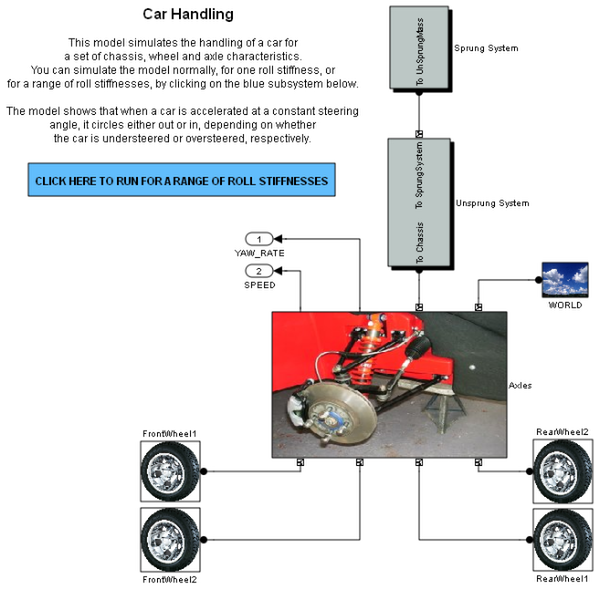 Car Handling
This model simulates the handling of a car for
a set of chassis, wheel and axle characteristics.
You can simulate the model normally, for one roll stiffness, or
for a range of roll stiffnesses, by clicking on the blue subsystem below.
The model shows that when a car is accelerated at a constant steering
angle, it circles either out or in, depending on whether
the car is understeered or oversteered, respectively.
CLICK HERE TO RUN FOR A RANGE OF ROLL STIFFNESSES
To UnSprungMass
Sprung System
To SprungSystem
To Chassis
Unsprung System
1
YAW_RATE
2
SPEED
WORLD
Axles
FrontWheel1
RearWheel2
FrontWheel2
RearWheel1